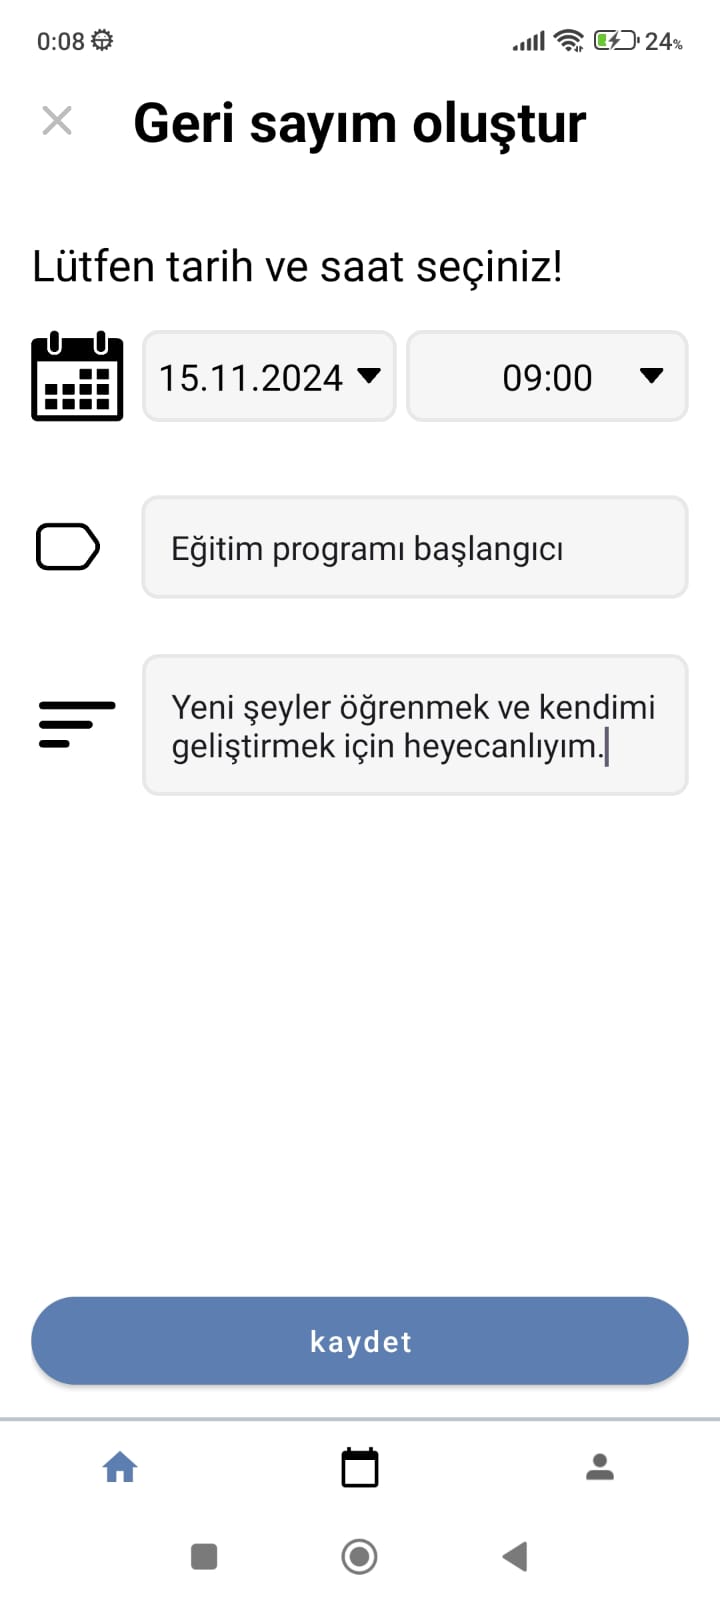 0:08
24%
Geri sayım oluştur
Lütfen tarih ve saat seçiniz!
15.11.2024
09:00
Eğitim programı başlangıcı
Yeni şeyler öğrenmek ve kendimi
geliştirmek için heyecanlıyım.
kaydet